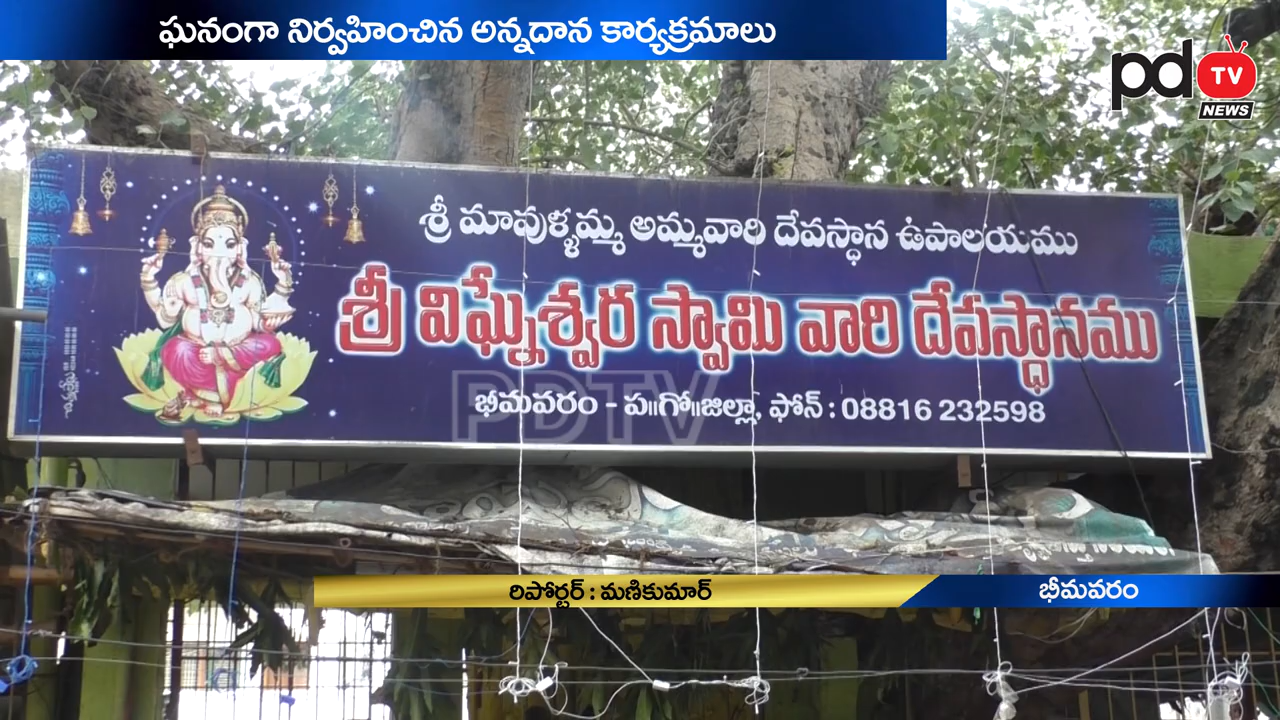 ఘనంగా నిర్వహించిన అన్నదాన కార్యక్రమాలు
pd TV NEWS
శ్రీ మావుళ్ళమ్మ అమ్మవారి దేవస్థాన ఉపాలయము
శ్రీ విఘ్నేశ్వర స్వామి వారి దేవస్థానము
PDTV
భీమవరం - ప॥గో॥జిల్లా, ఫోన్ : 08816 232598
రిపోర్టర్ : మణికుమార్
భీమవరం